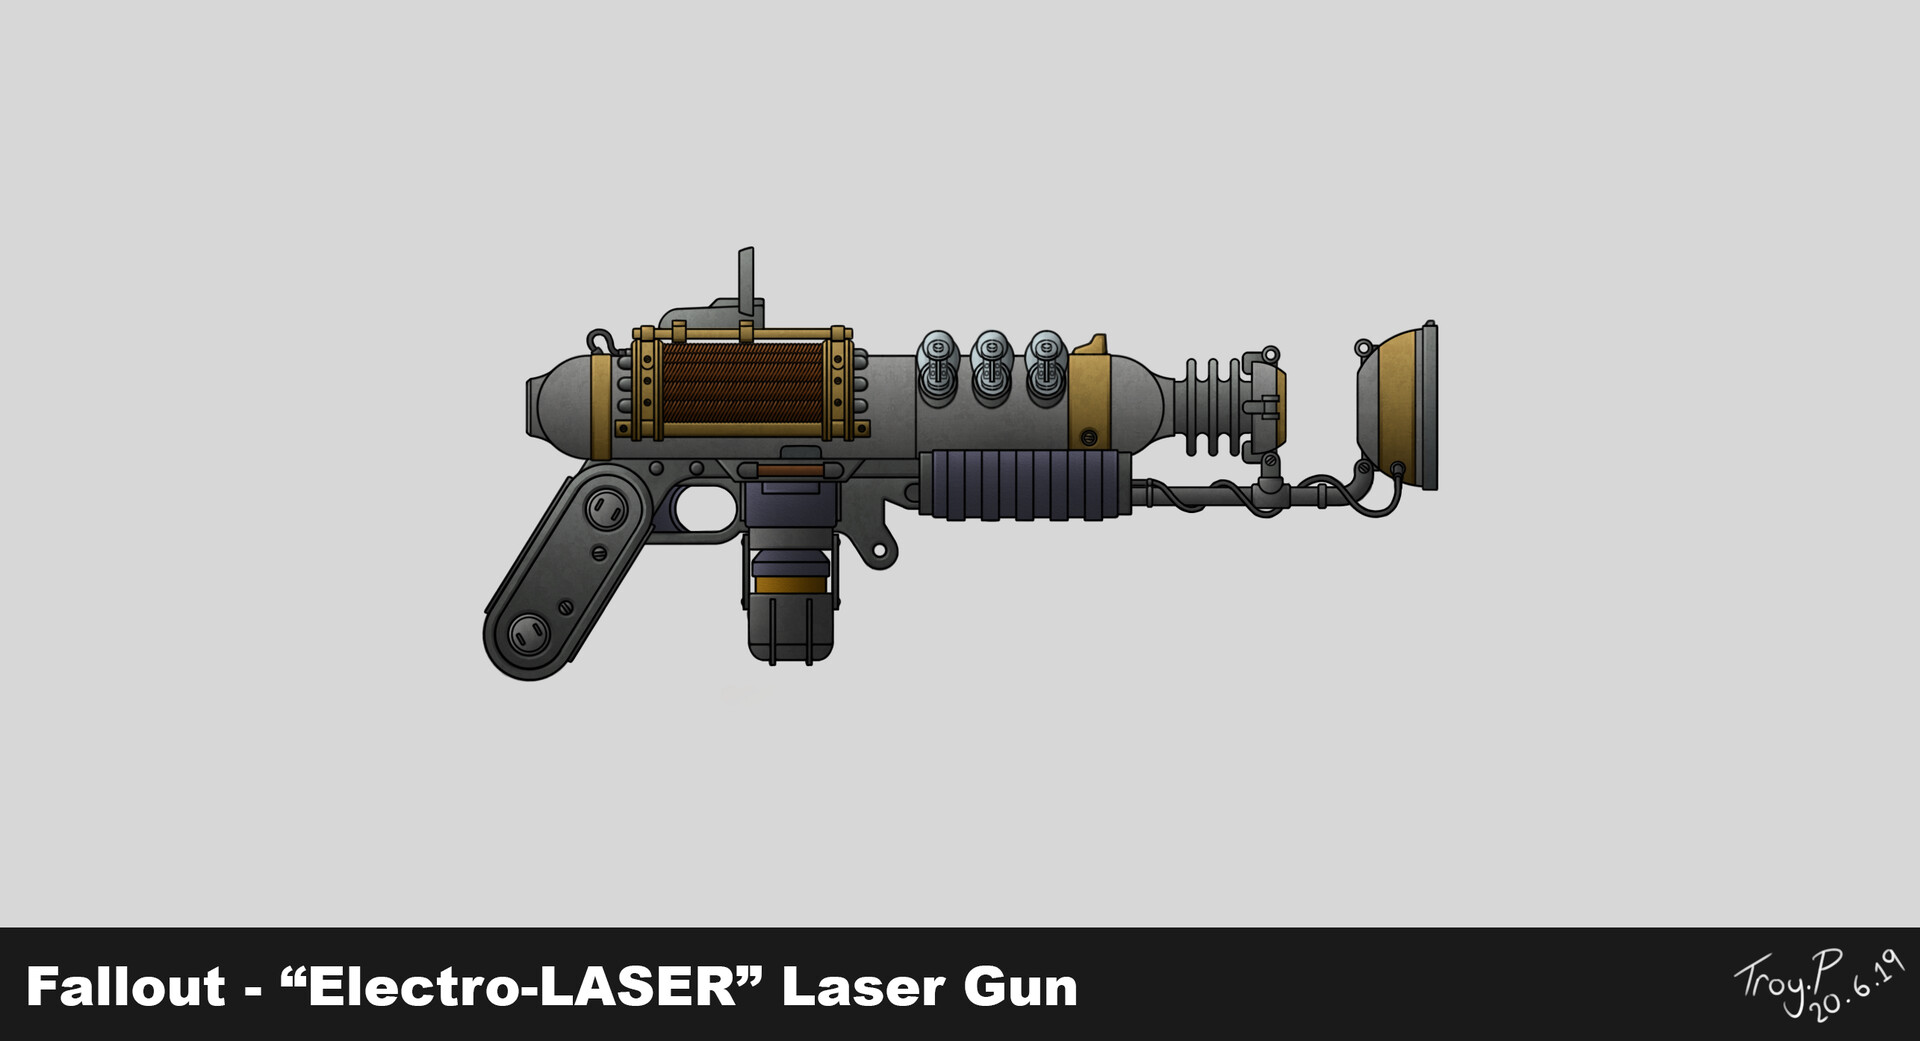 Fallout - “Electro-LASER” Laser Gun
Troy.P
20.6.19